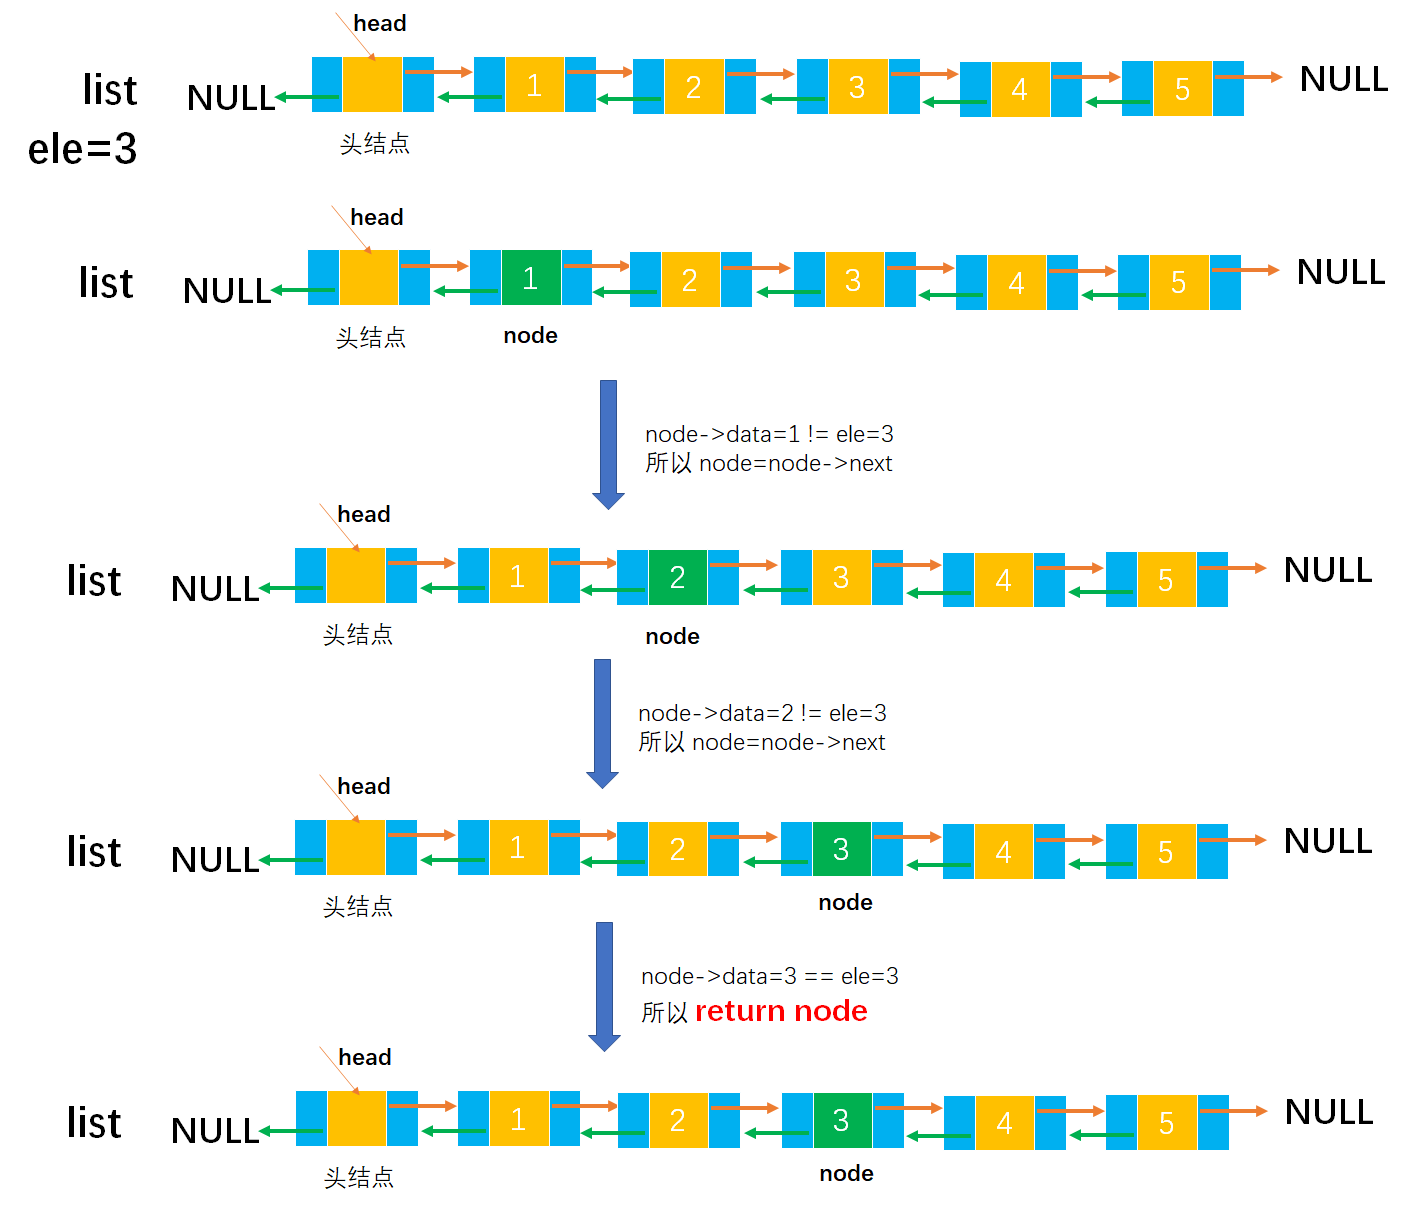 head
list NULL 1 2 3 4 5 NULL
ele=3 头结点
head
list NULL 1 2 3 4 5 NULL
头结点 node
node->data=1 != ele=3
所以 node=node->next
head
list NULL 1 2 3 4 5 NULL
头结点 node
node->data=2 != ele=3
所以 node=node->next
head
list NULL 1 2 3 4 5 NULL
头结点 node
node->data=3 == ele=3
所以 return node
head
list NULL 1 2 3 4 5 NULL
头结点 node